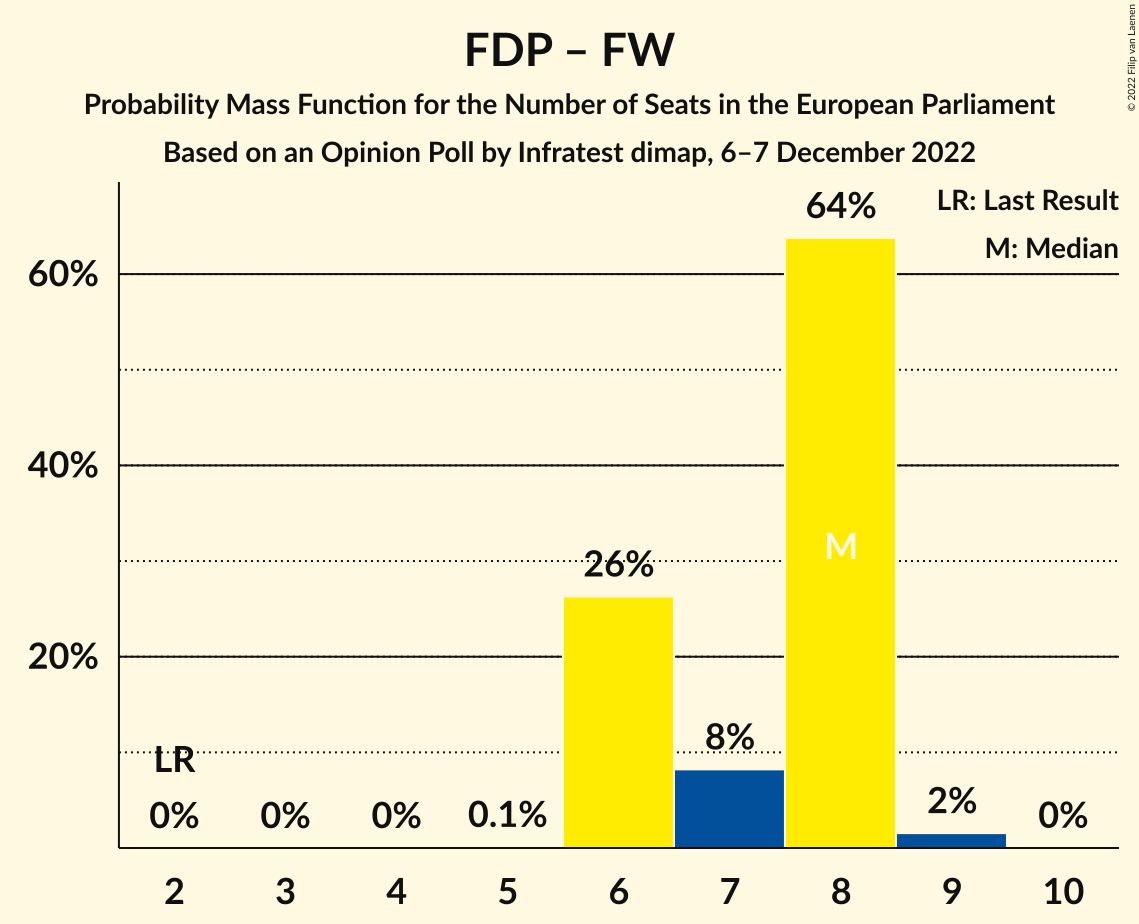 FDP – FW
Probability Mass Function for the Number of Seats in the European Parliament
Based on an Opinion Poll by Infratest dimap, 6–7 December 2022
© 2022 Filip van Laenen
LR: Last Result
M: Median
60%
40%
20%
64%
M
26%
8%
LR
0%
0%
0%
0.1%
2%
0%
2 3 4 5 6 7 8 9 10